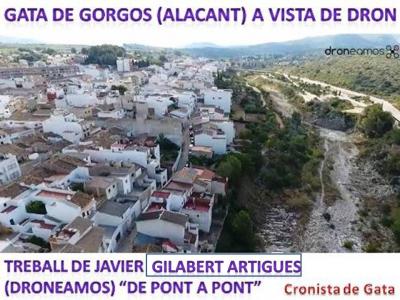 GATA DE GORGOS (ALACANT) A VISTA DE DRON
droneamos
TREBALL DE JAVIER GILABERT ARTIGUES
(DRONEAMOS) “DE PONT A PONT”
Cronista de Gata